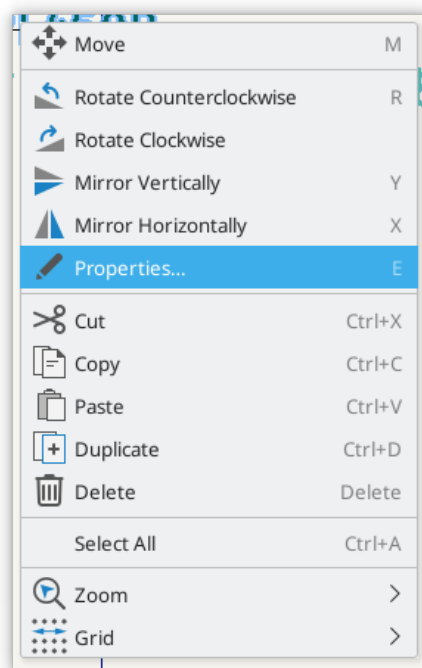 Move M
Rotate Counterclockwise R
Rotate Clockwise
Mirror Vertically Y
Mirror Horizontally X
Properties... E
Cut Ctrl+X
Copy Ctrl+C
Paste Ctrl+V
Duplicate Ctrl+D
Delete Delete
Select All Ctrl+A
Zoom
Grid